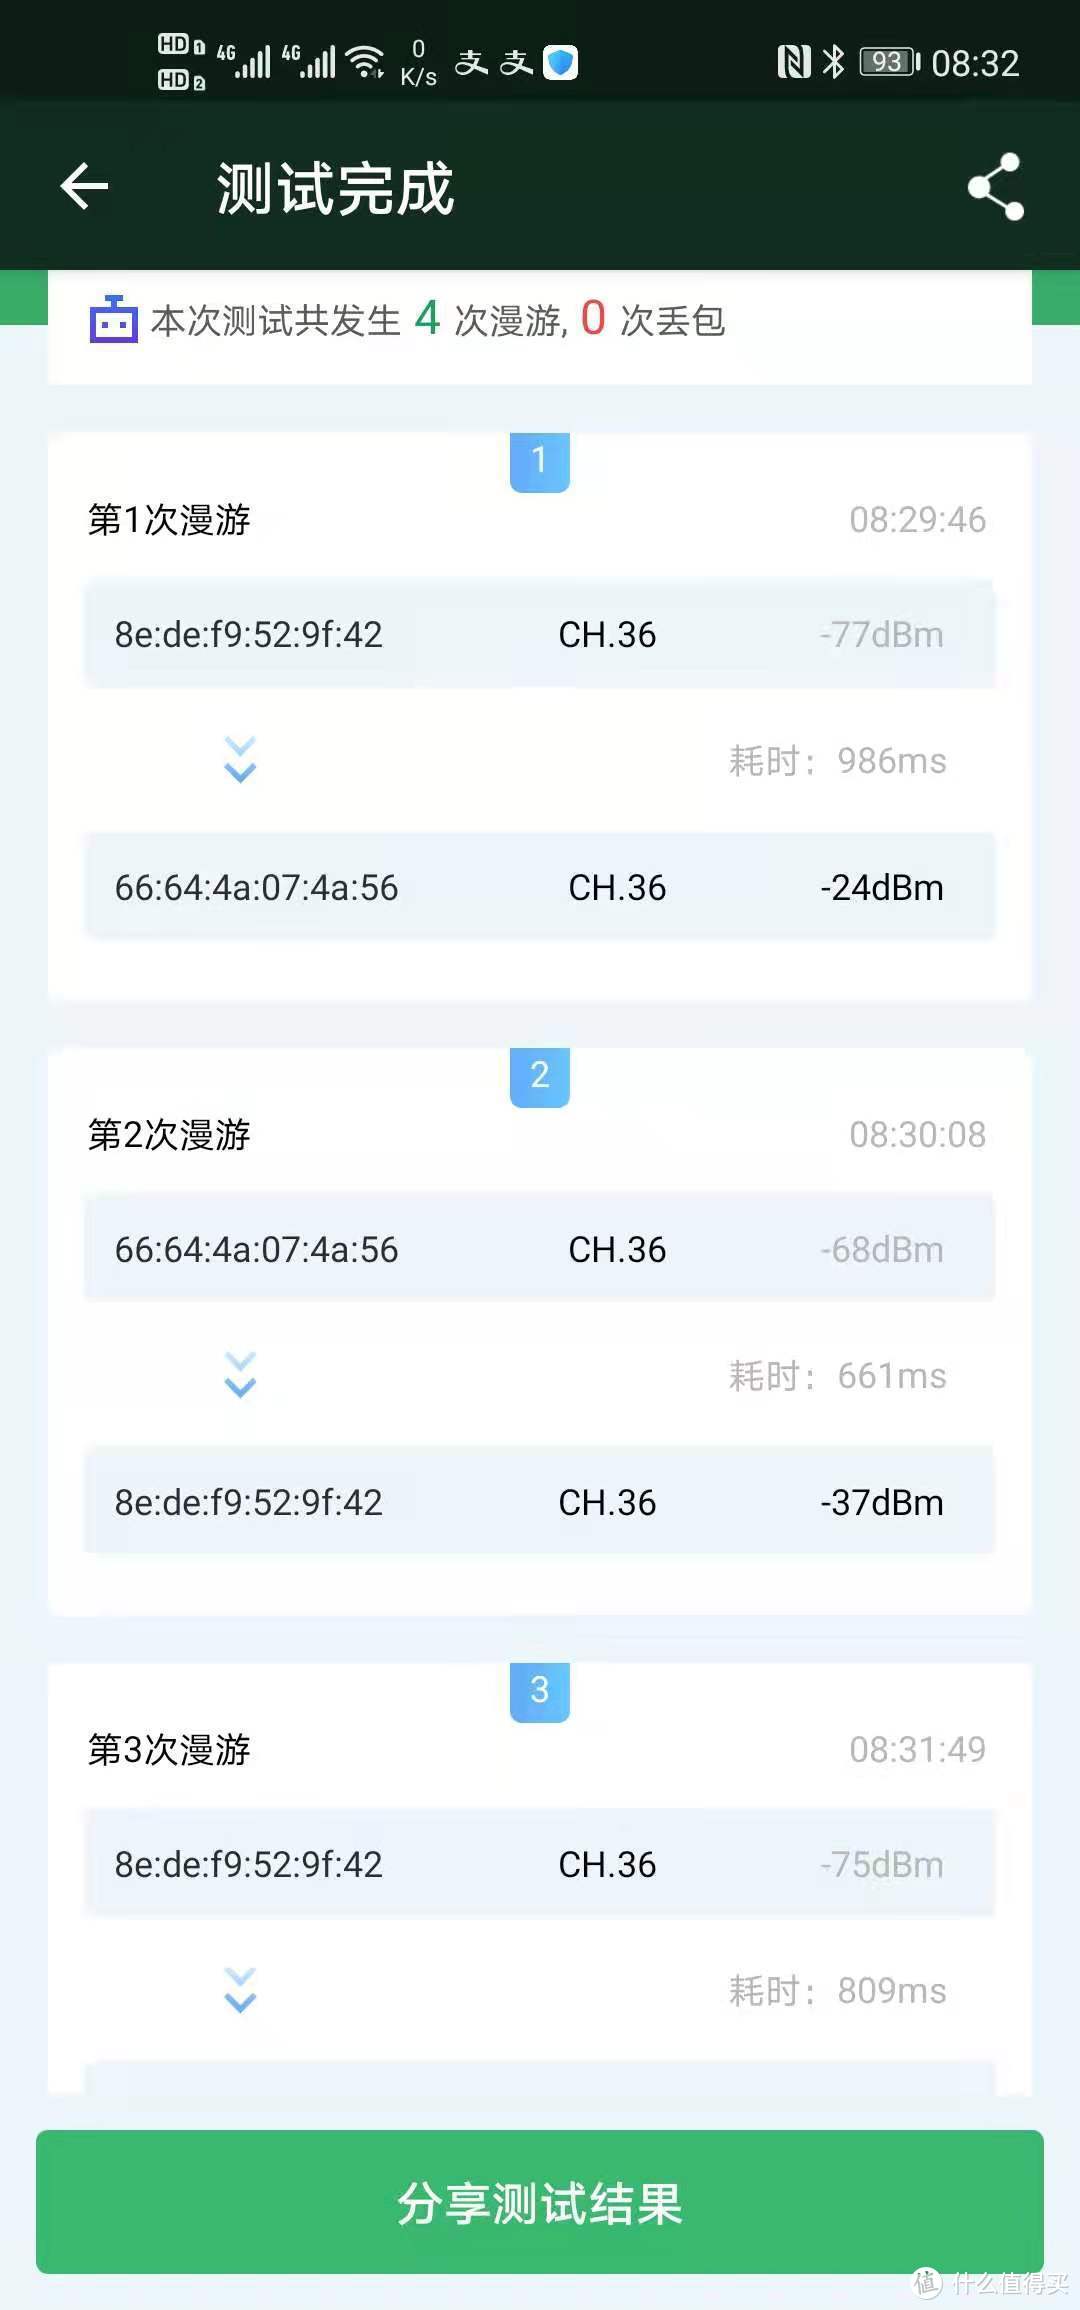 HD 1 4G 4G 0 支 支 93 08:32
HD 2 K/s
测试完成
本次测试共发生 4 次漫游, 0 次丢包
1
第1次漫游 08:29:46
8e:de:f9:52:9f:42 CH.36 -77dBm
耗时：986ms
66:64:4a:07:4a:56 CH.36 -24dBm
2
第2次漫游 08:30:08
66:64:4a:07:4a:56 CH.36 -68dBm
耗时：661ms
8e:de:f9:52:9f:42 CH.36 -37dBm
3
第3次漫游 08:31:49
8e:de:f9:52:9f:42 CH.36 -75dBm
耗时：809ms
分享测试结果
值 什么值得买